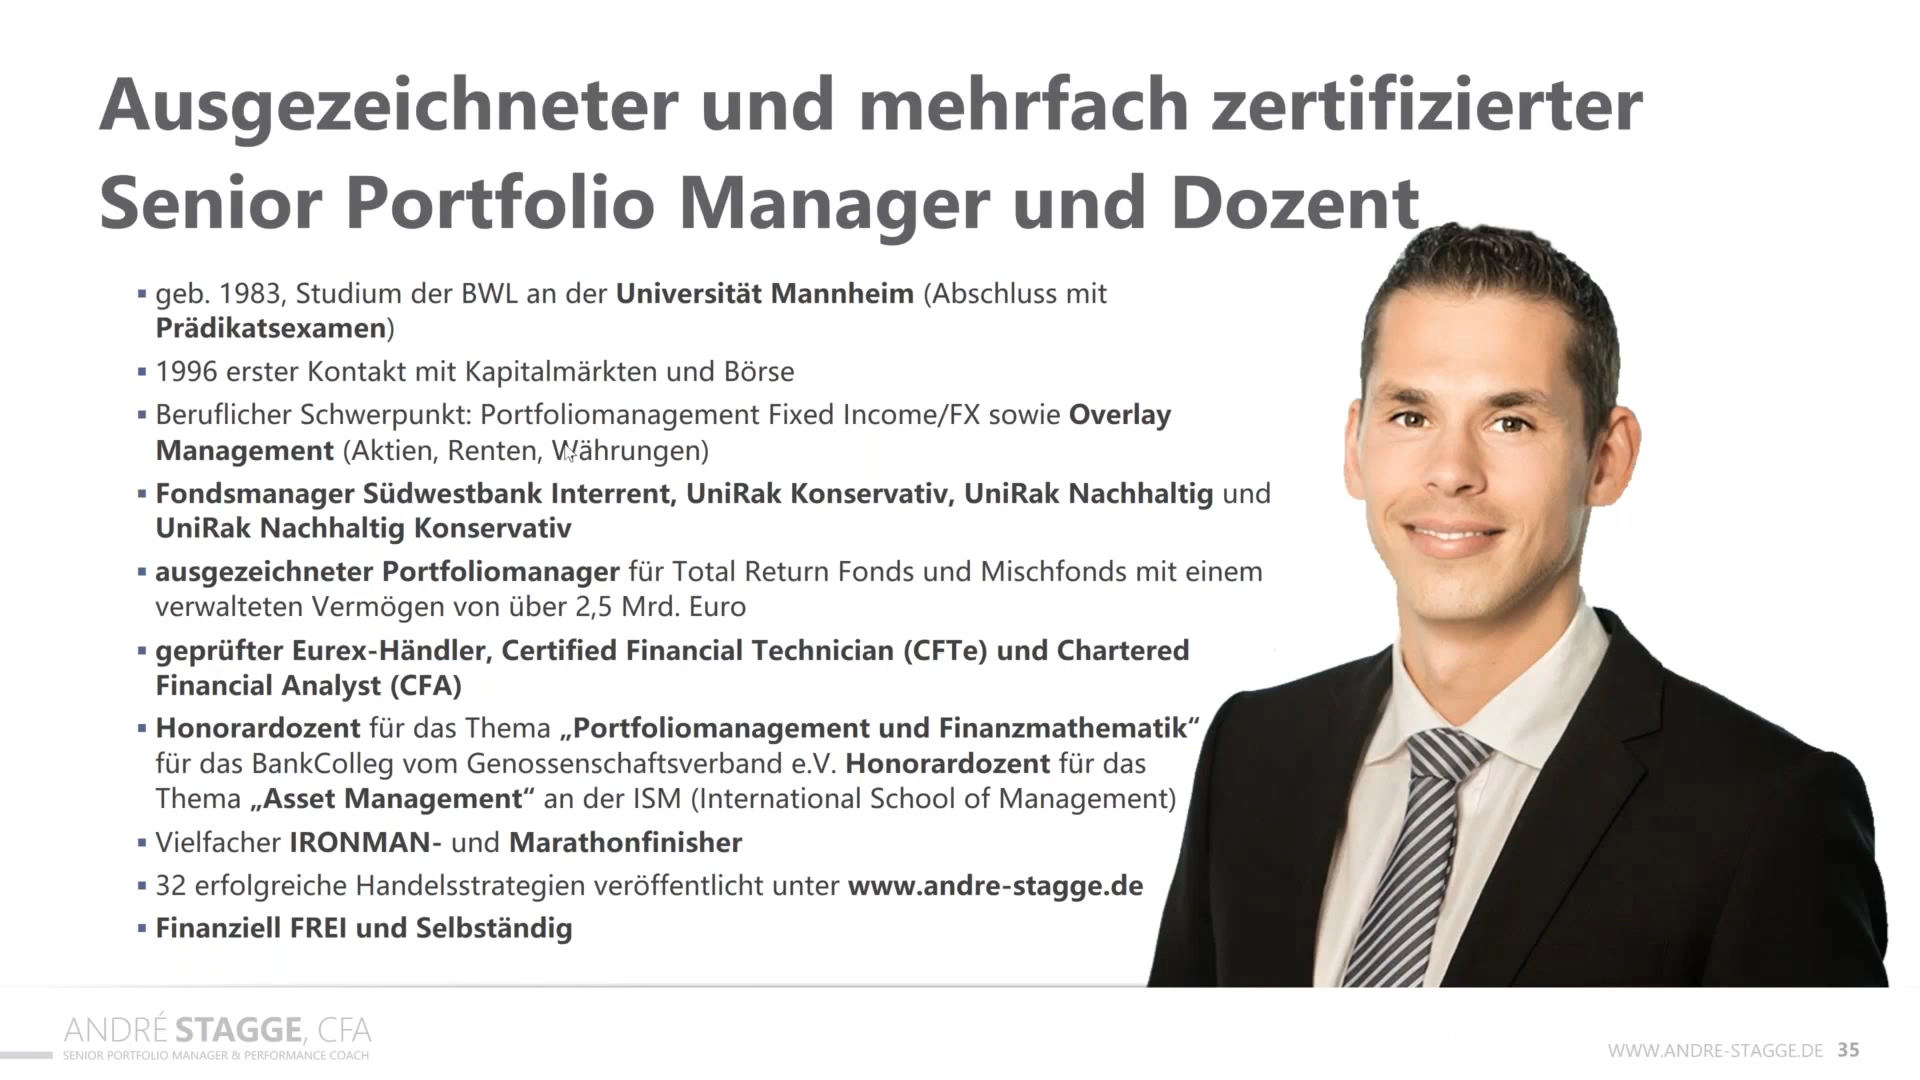 Ausgezeichneter und mehrfach zertifizierter
Senior Portfolio Manager und Dozent
▪ geb. 1983, Studium der BWL an der Universität Mannheim (Abschluss mit
Prädikatsexamen)
▪ 1996 erster Kontakt mit Kapitalmärkten und Börse
▪ Beruflicher Schwerpunkt: Portfoliomanagement Fixed Income/FX sowie Overlay
Management (Aktien, Renten, Währungen)
▪ Fondsmanager Südwestbank Interrent, UniRak Konservativ, UniRak Nachhaltig und
UniRak Nachhaltig Konservativ
▪ ausgezeichneter Portfoliomanager für Total Return Fonds und Mischfonds mit einem
verwalteten Vermögen von über 2,5 Mrd. Euro
▪ geprüfter Eurex-Händler, Certified Financial Technician (CFTe) und Chartered
Financial Analyst (CFA)
▪ Honorardozent für das Thema „Portfoliomanagement und Finanzmathematik“
für das BankColleg vom Genossenschaftsverband e.V. Honorardozent für das
Thema „Asset Management“ an der ISM (International School of Management)
▪ Vielfacher IRONMAN- und Marathonfinisher
▪ 32 erfolgreiche Handelsstrategien veröffentlicht unter www.andre-stagge.de
▪ Finanziell FREI und Selbständig
ANDRÉ STAGGE, CFA
SENIOR PORTFOLIO MANAGER & PERFORMANCE COACH
WWW.ANDRE-STAGGE.DE 35